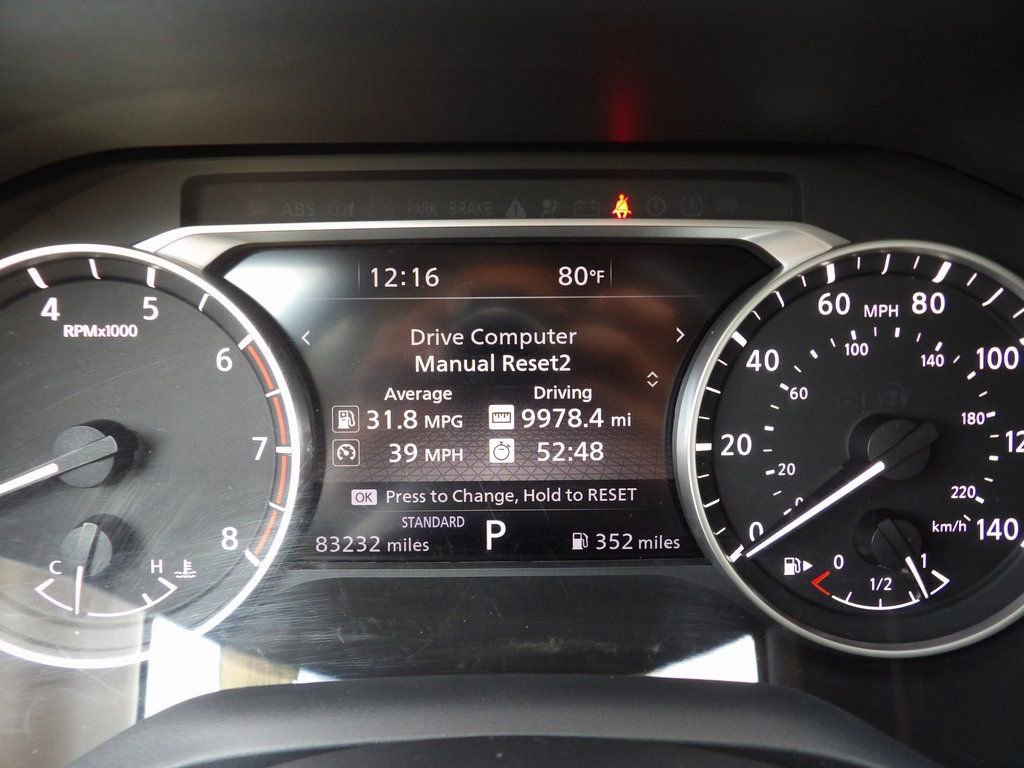 ABS
PARK BRAKE
12:16 80°F
Drive Computer
Manual Reset2
Average Driving
31.8 MPG 9978.4 mi
39 MPH 52:48
OK Press to Change, Hold to RESET
STANDARD
83232 miles P 352 miles
4 5 6 7 8
RPMx1000
C H
0 20 40 60 80 100 140
MPH
0 20 60 100 140 180 220
km/h
0 1/2 1